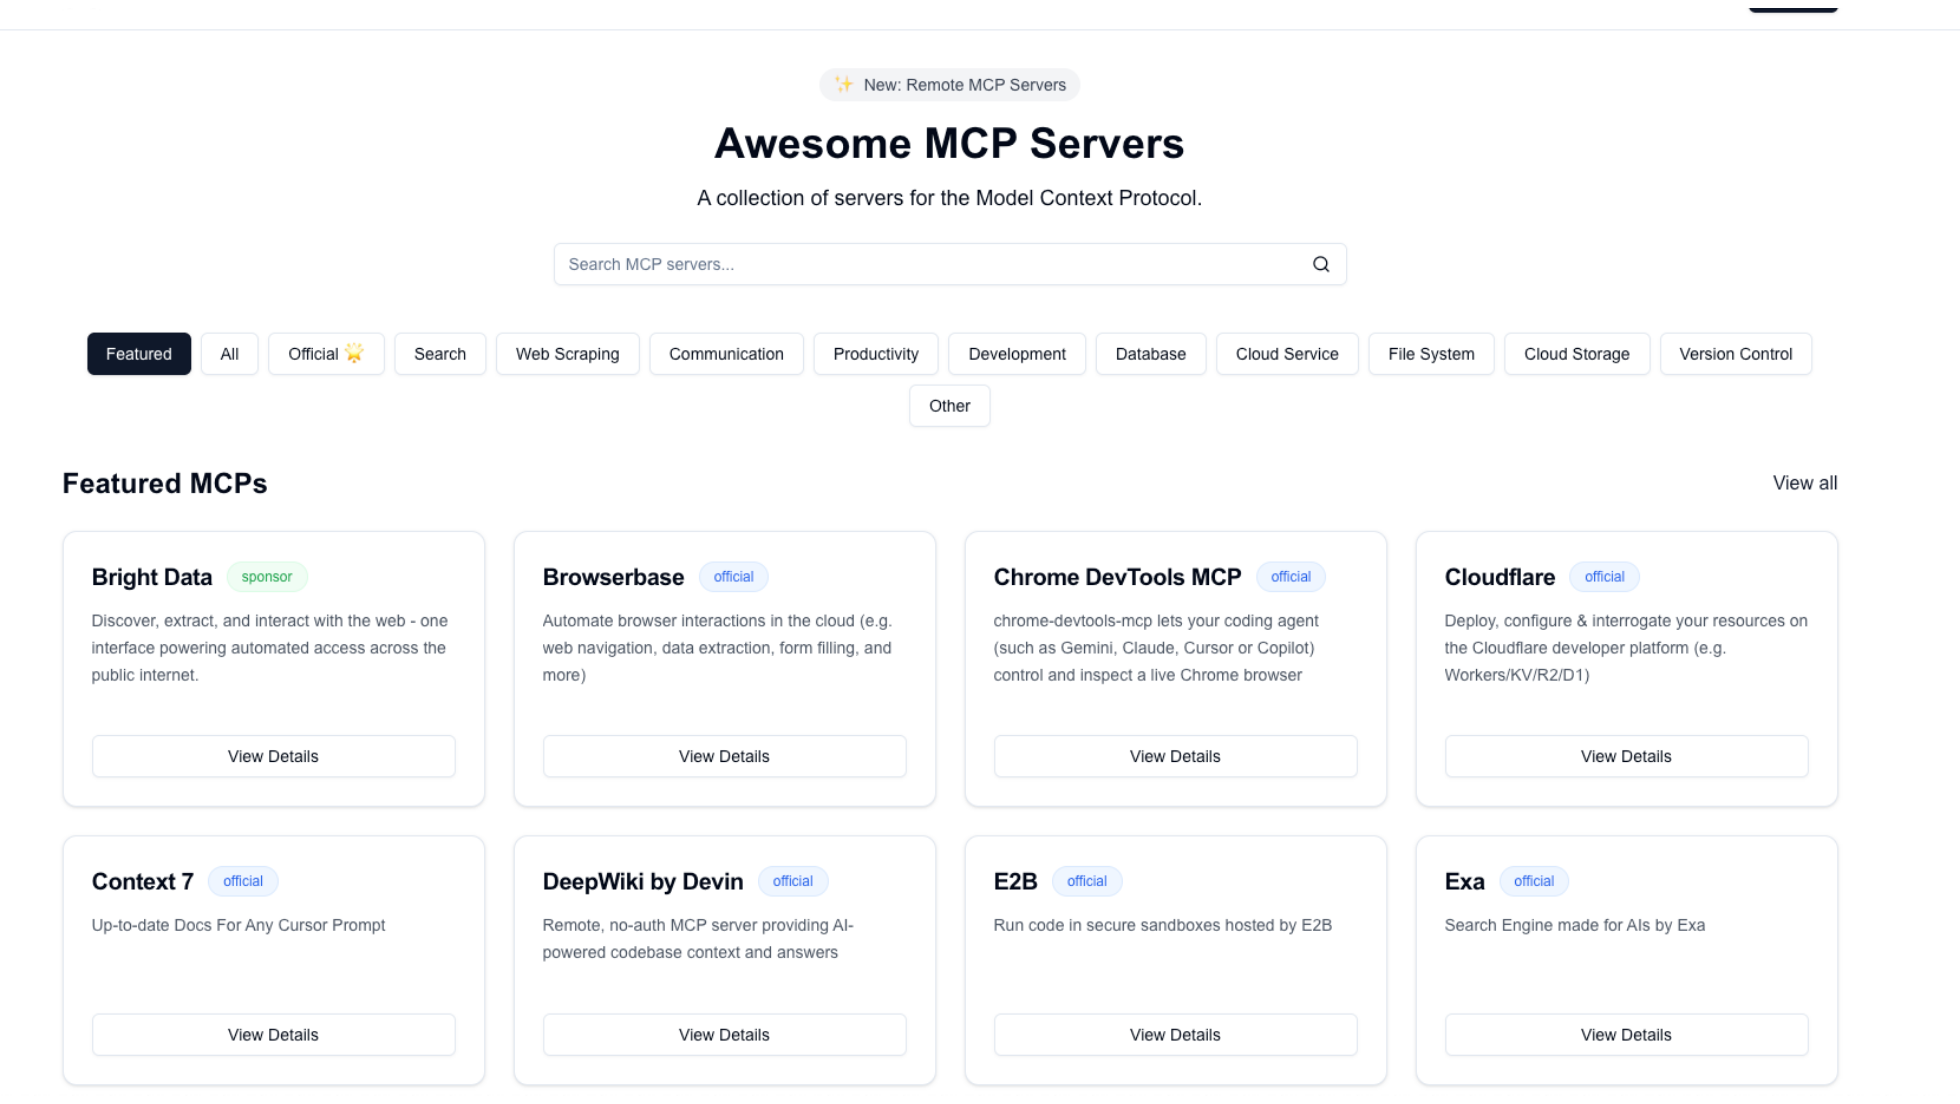 ✨ New: Remote MCP Servers
Awesome MCP Servers
A collection of servers for the Model Context Protocol.
Search MCP servers...
Featured
All
Official 🌟
Search
Web Scraping
Communication
Productivity
Development
Database
Cloud Service
File System
Cloud Storage
Version Control
Other
Featured MCPs
View all
Bright Data
sponsor
Discover, extract, and interact with the web - one
interface powering automated access across the
public internet.
View Details
Browserbase
official
Automate browser interactions in the cloud (e.g.
web navigation, data extraction, form filling, and
more)
View Details
Chrome DevTools MCP
official
chrome-devtools-mcp lets your coding agent
(such as Gemini, Claude, Cursor or Copilot)
control and inspect a live Chrome browser
View Details
Cloudflare
official
Deploy, configure & interrogate your resources on
the Cloudflare developer platform (e.g.
Workers/KV/R2/D1)
View Details
Context 7
official
Up-to-date Docs For Any Cursor Prompt
View Details
DeepWiki by Devin
official
Remote, no-auth MCP server providing AI-
powered codebase context and answers
View Details
E2B
official
Run code in secure sandboxes hosted by E2B
View Details
Exa
official
Search Engine made for AIs by Exa
View Details